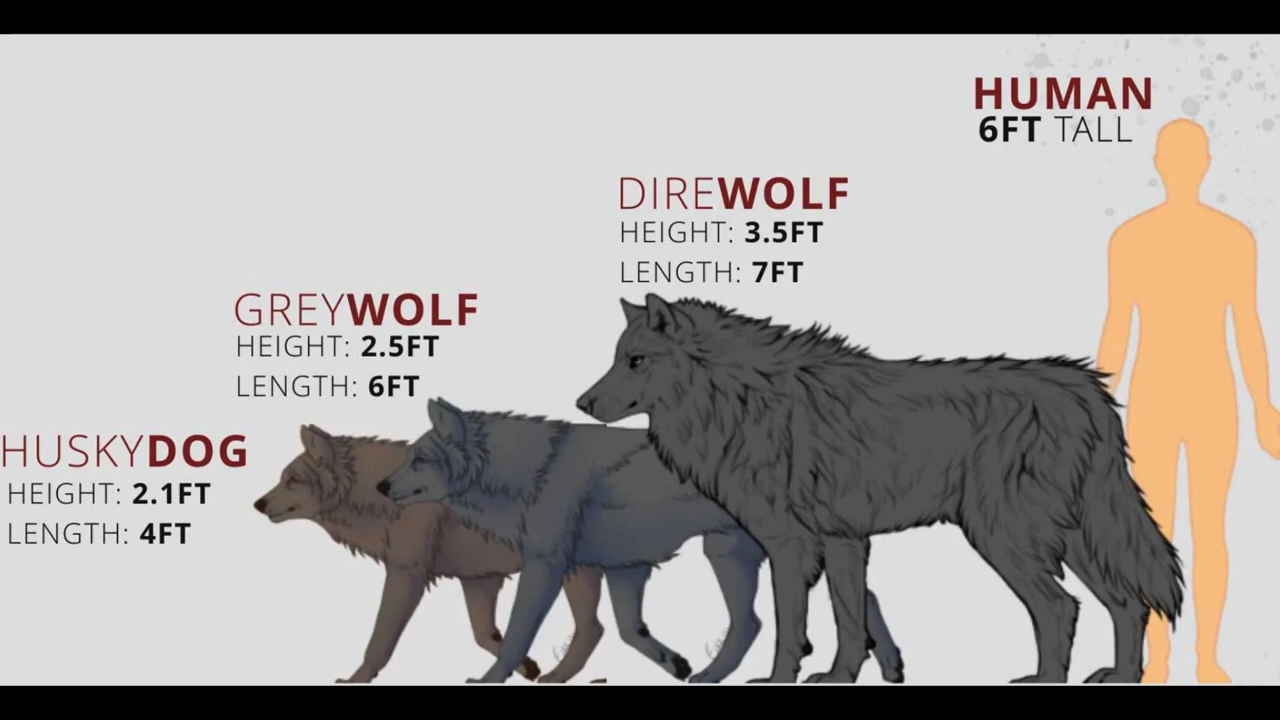 HUMAN
6FT TALL
DIREWOLF
HEIGHT: 3.5FT
LENGTH: 7FT
GREYWOLF
HEIGHT: 2.5FT
LENGTH: 6FT
HUSKYDOG
HEIGHT: 2.1FT
LENGTH: 4FT